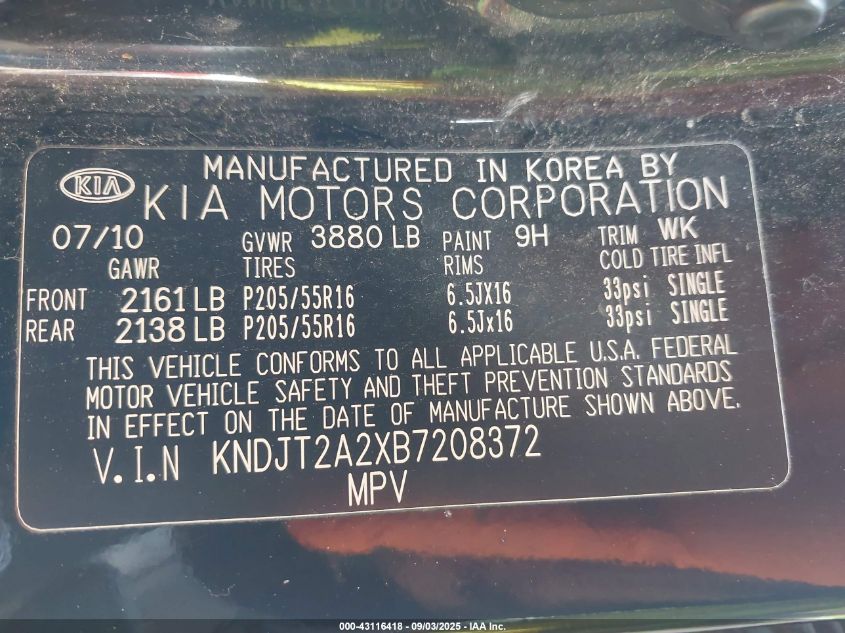 MANUFACTURED IN KOREA BY
KIA KIA MOTORS CORPORATION
07/10 GVWR 3880 LB PAINT 9H TRIM WK
GAWR TIRES RIMS COLD TIRE INFL
FRONT 2161 LB P205/55R16 6.5JX16 33psi SINGLE
REAR 2138 LB P205/55R16 6.5Jx16 33psi SINGLE
THIS VEHICLE CONFORMS TO ALL APPLICABLE U.S.A. FEDERAL
MOTOR VEHICLE SAFETY AND THEFT PREVENTION STANDARDS
IN EFFECT ON THE DATE OF MANUFACTURE SHOWN ABOVE.
V.I.N KNDJT2A2XB7208372
MPV
000-43116418 - 09/03/2025 - IAA Inc.